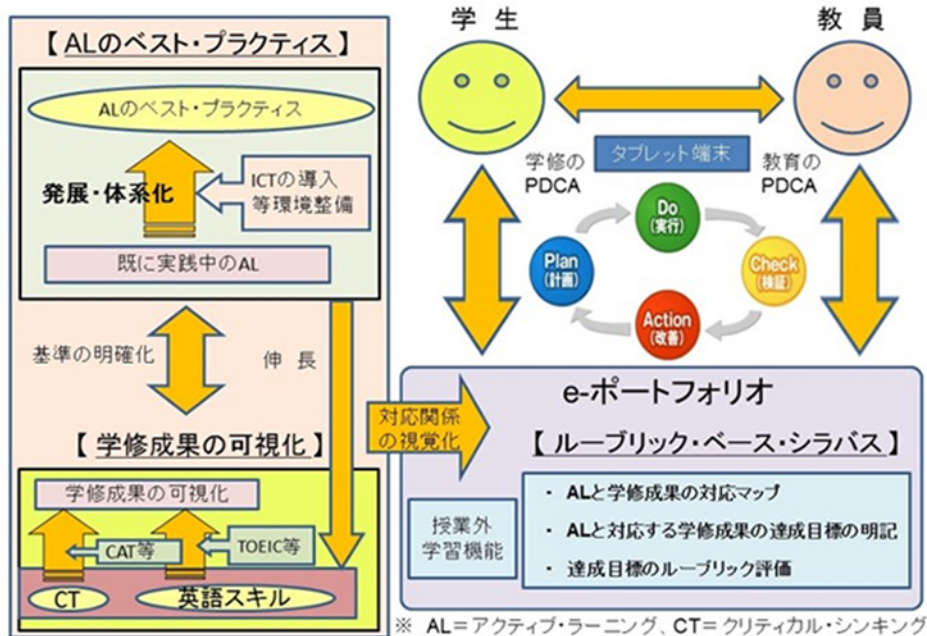 【 ALのベスト・プラクティス 】
ALのベスト・プラクティス
発展・体系化
ICTの導入
等環境整備
既に実践中のAL
基準の明確化
伸 長
【 学修成果の可視化 】
学修成果の可視化
CAT等
TOEIC等
CT
英語スキル
学 生
教 員
タブレット端末
学修の
PDCA
教育の
PDCA
Do
(実行)
Plan
(計画)
Check
(検証)
Action
(改善)
対応関係
の視覚化
e-ポートフォリオ
【 ルーブリック・ベース・シラバス 】
授業外
学習機能
・ ALと学修成果の対応マップ
・ ALと対応する学修成果の達成目標の明記
・ 達成目標のルーブリック評価
※ AL=アクティブ・ラーニング、CT=クリティカル・シンキング